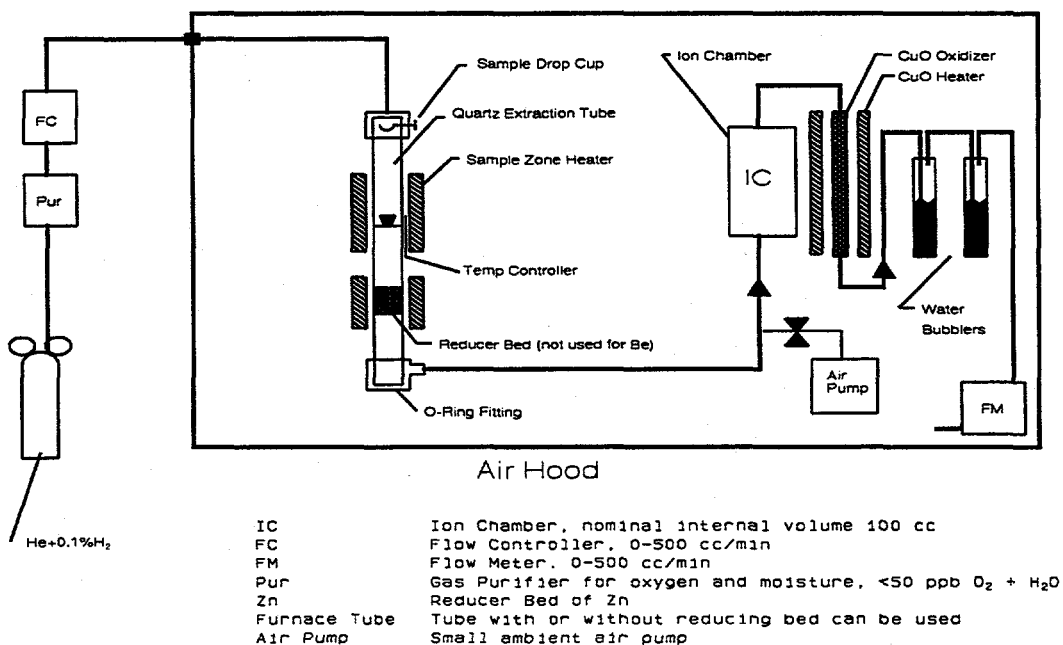 Sample Drop Cup
Quartz Extraction Tube
Sample Zone Heater
Temp Controller
Reducer Bed (not used for Be)
O-Ring Fitting
FC
Pur
He+0.1%H₂
Ion Chamber
IC
CuO Oxidizer
CuO Heater
Water
Bubblers
Air
Pump
FM
Air Hood
IC Ion Chamber, nominal internal volume 100 cc
FC Flow Controller, 0-500 cc/min
FM Flow Meter. 0-500 cc/min
Pur Gas Purifier for oxygen and moisture, <50 ppb O₂ + H₂O
Zn Reducer Bed of Zn
Furnace Tube Tube with or without reducing bed can be used
Air Pump Small ambient air pump